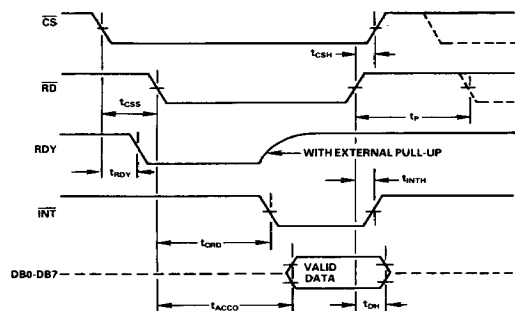 CS
tCSH
RD
tCSS
tP
RDY
WITH EXTERNAL PULL-UP
tRDY
tINTH
INT
tCRD
DB0-DB7
VALID
DATA
tACCO
tDH